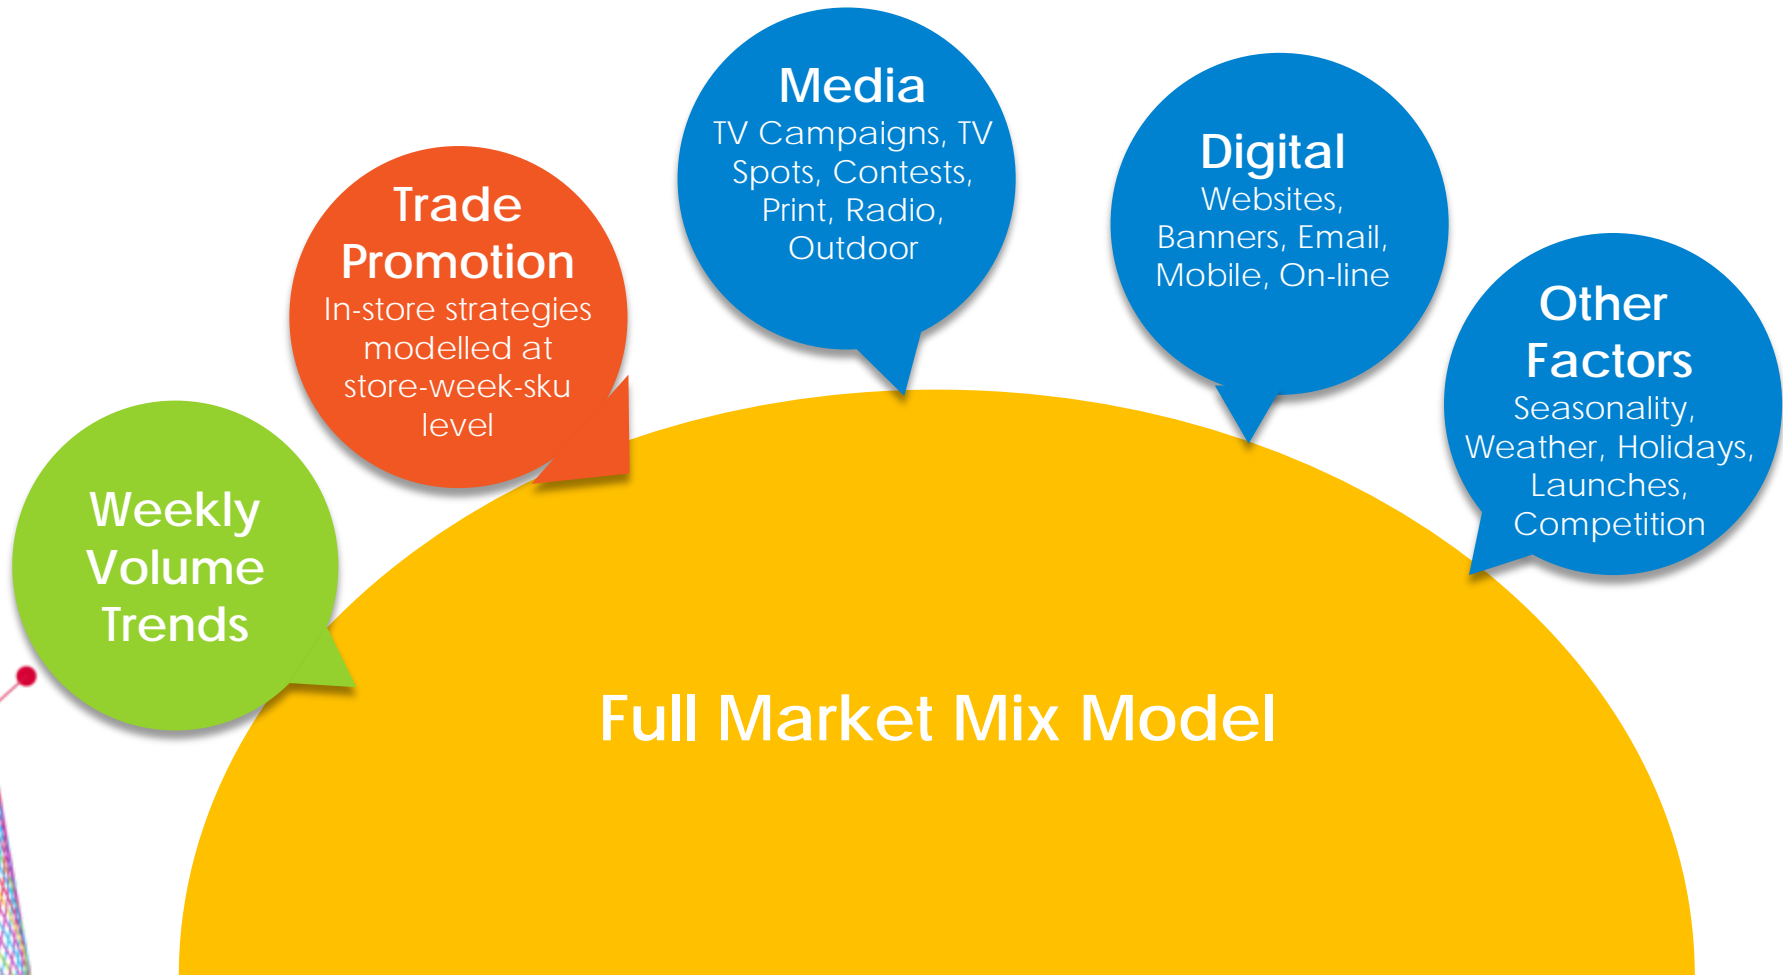 Media
TV Campaigns, TV
Spots, Contests,
Print, Radio,
Outdoor
Digital
Websites,
Banners, Email,
Mobile, On-line
Trade
Promotion
In-store strategies
modelled at
store-week-sku
level
Other
Factors
Seasonality,
Weather, Holidays,
Launches,
Competition
Weekly
Volume
Trends
Full Market Mix Model